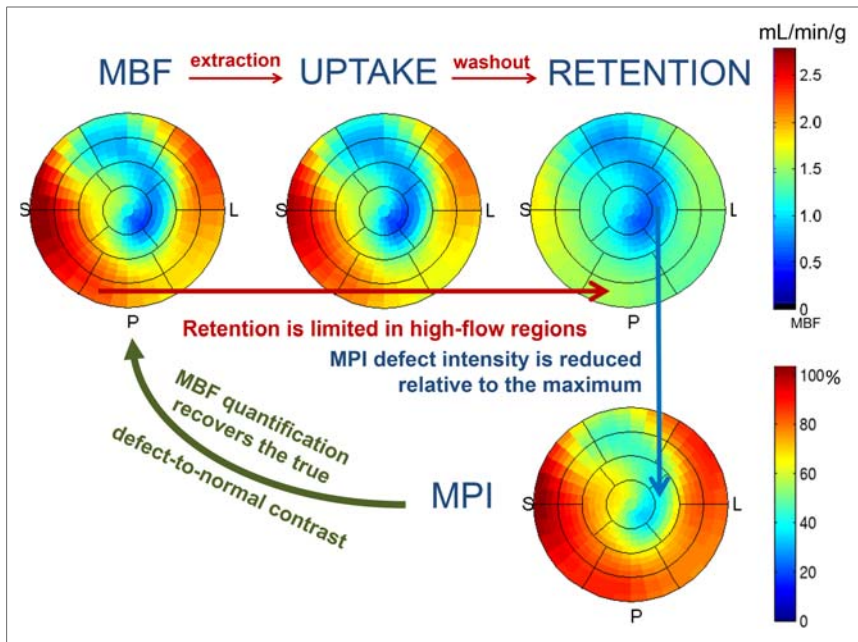 mL/min/g
MBF extraction UPTAKE washout RETENTION
2.5
2.0
1.5
1.0
0.5
0
MBF
S L
S L
P P
Retention is limited in high-flow regions
MPI defect intensity is reduced
relative to the maximum
MBF quantification
recovers the true
defect-to-normal contrast
MPI
S L
P
100%
80
60
40
20
0